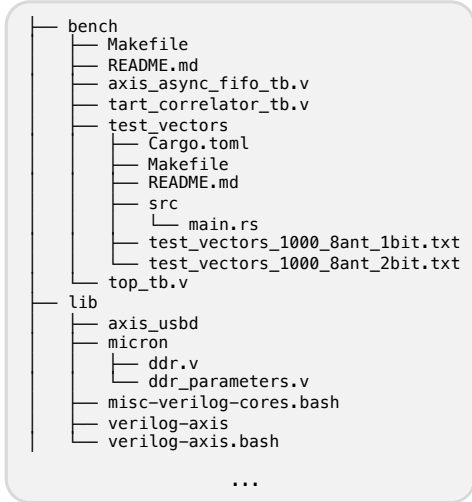 ├── bench
│   ├── Makefile
│   ├── README.md
│   ├── axis_async_fifo_tb.v
│   ├── tart_correlator_tb.v
│   ├── test_vectors
│   │   ├── Cargo.toml
│   │   ├── Makefile
│   │   ├── README.md
│   │   ├── src
│   │   │   └── main.rs
│   │   ├── test_vectors_1000_8ant_1bit.txt
│   │   └── test_vectors_1000_8ant_2bit.txt
│   └── top_tb.v
├── lib
│   ├── axis_usbd
│   ├── micron
│   │   ├── ddr.v
│   │   └── ddr_parameters.v
│   ├── misc-verilog-cores.bash
│   ├── verilog-axis
│   └── verilog-axis.bash
...